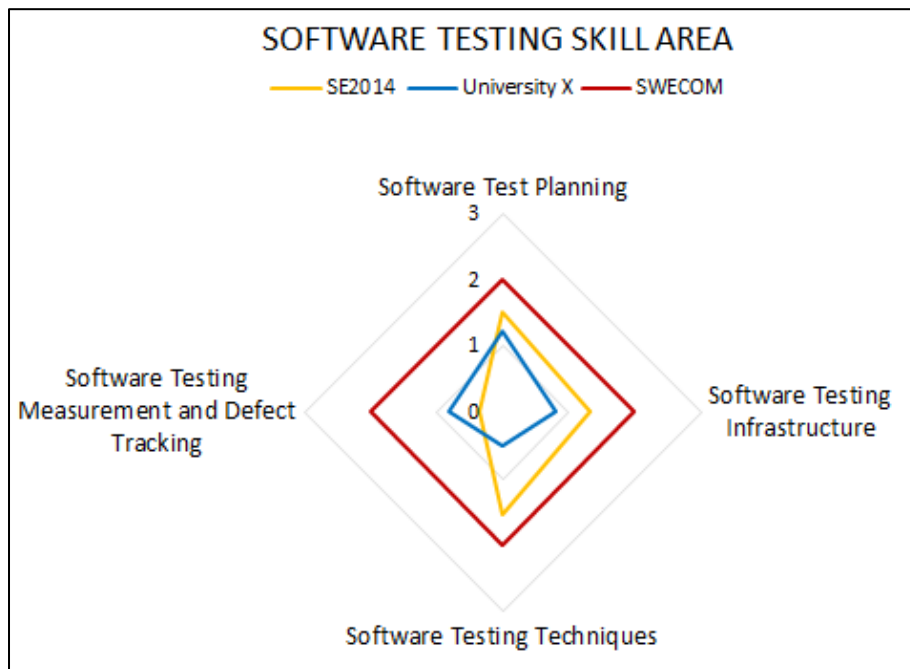 SOFTWARE TESTING SKILL AREA
SE2014 University X SWECOM
Software Test Planning
3
2
1
0
Software Testing
Measurement and Defect
Tracking
Software Testing
Infrastructure
Software Testing Techniques